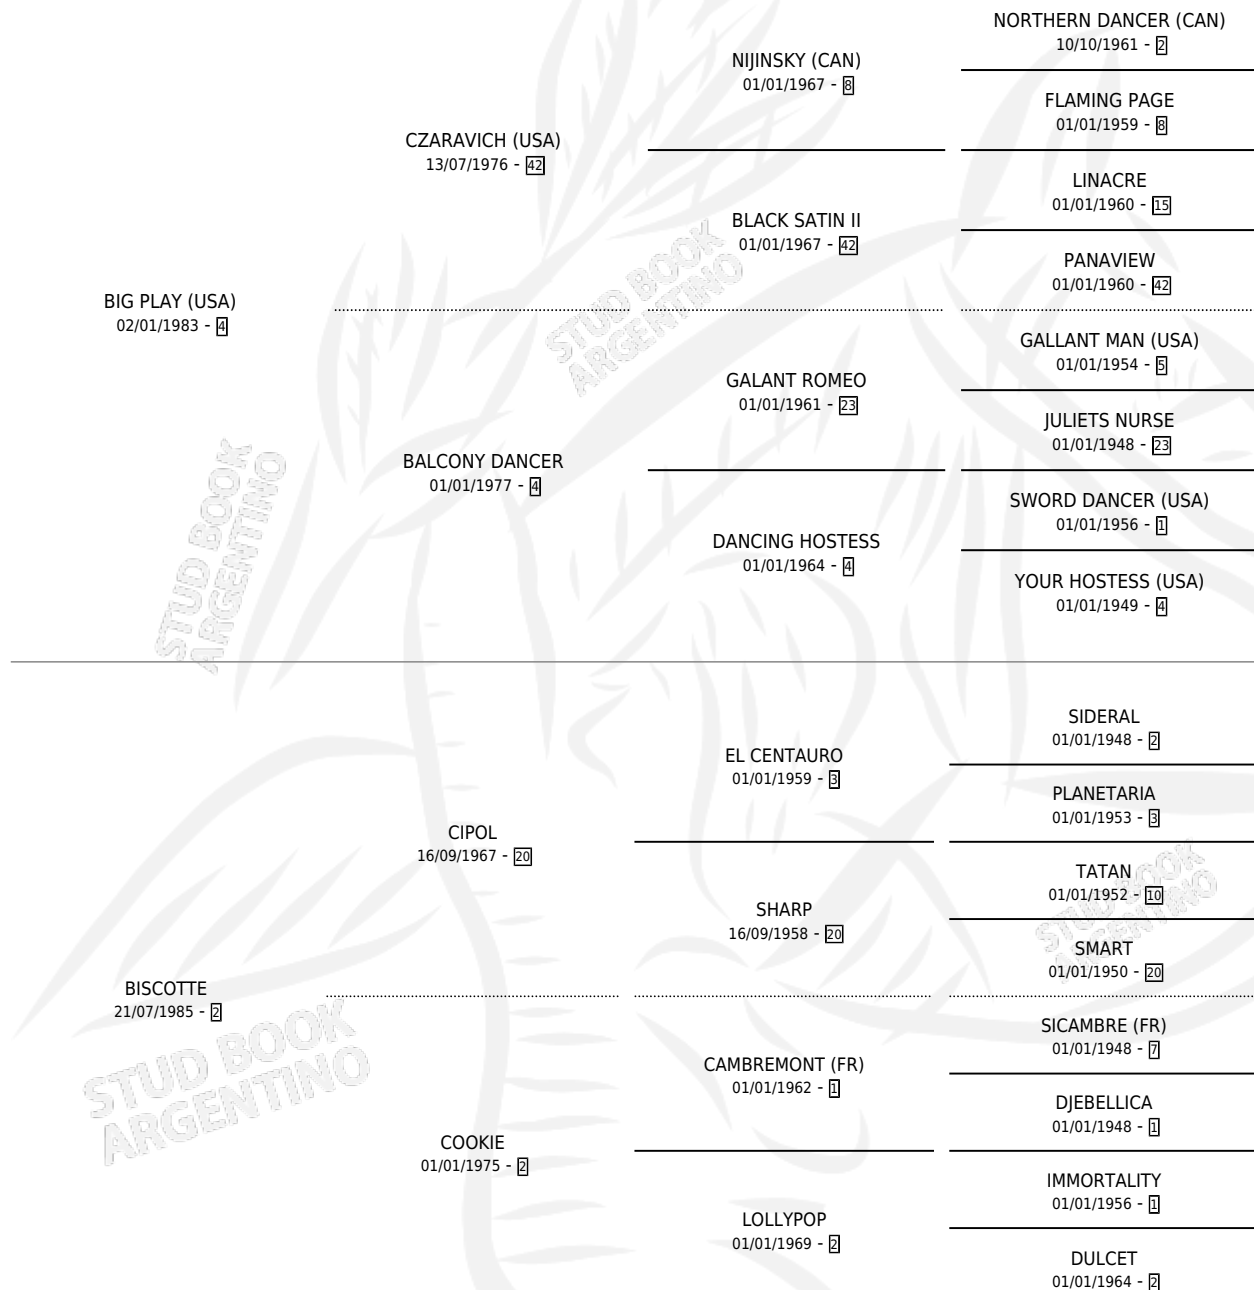 NORTHERN DANCER (CAN)
10/10/1961 - 2
NIJINSKY (CAN)
01/01/1967 - 8
FLAMING PAGE
01/01/1959 - 8
CZARAVICH (USA)
13/07/1976 - 42
LINACRE
01/01/1960 - 15
BLACK SATIN II
01/01/1967 - 42
PANAVIEW
01/01/1960 - 42
BIG PLAY (USA)
02/01/1983 - 4
STUD BOOK
ARGENTINO
GALLANT MAN (USA)
01/01/1954 - 5
GALANT ROMEO
01/01/1961 - 23
JULIETS NURSE
01/01/1948 - 23
BALCONY DANCER
01/01/1977 - 4
STUD BOOK
ARGENTINO
SWORD DANCER (USA)
01/01/1956 - 1
DANCING HOSTESS
01/01/1964 - 4
YOUR HOSTESS (USA)
01/01/1949 - 4
SIDERAL
01/01/1948 - 2
EL CENTAURO
01/01/1959 - 3
PLANETARIA
01/01/1953 - 3
CIPOL
16/09/1967 - 20
TATAN
01/01/1952 - 10
STUD BOOK
ARGENTINO
SHARP
16/09/1958 - 20
SMART
01/01/1950 - 20
BISCOTTE
21/07/1985 - 2
STUD BOOK
ARGENTINO
SICAMBRE (FR)
01/01/1948 - 7
CAMBREMONT (FR)
01/01/1962 - 1
DJEBELLICA
01/01/1948 - 1
COOKIE
01/01/1975 - 2
IMMORTALITY
01/01/1956 - 1
LOLLYPOP
01/01/1969 - 2
DULCET
01/01/1964 - 2